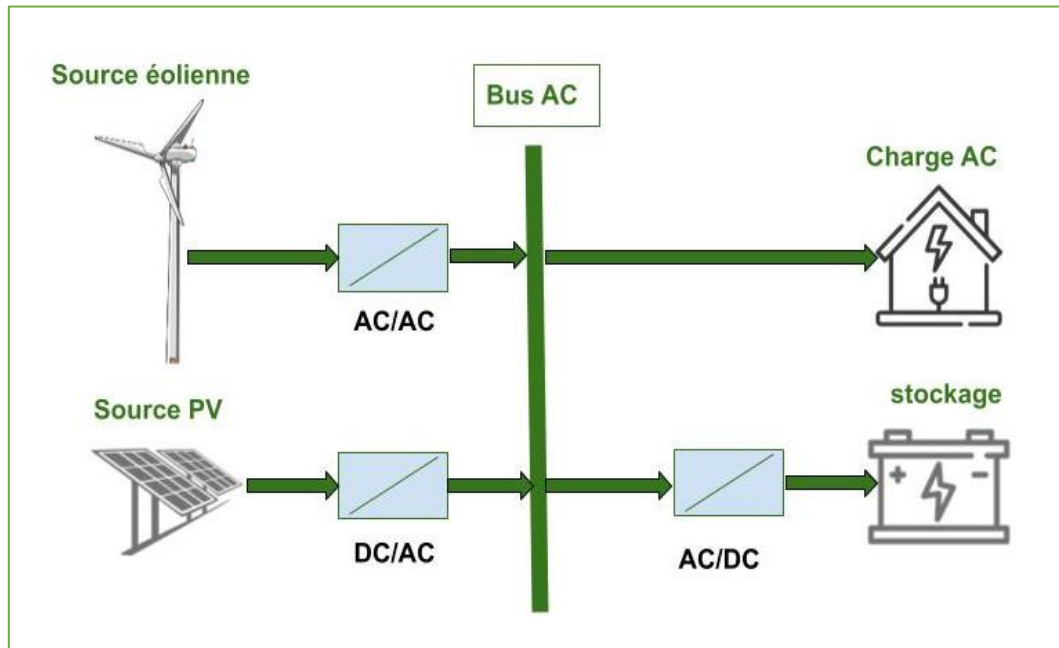 Source éolienne
Bus AC
Charge AC
AC/AC
Source PV
stockage
DC/AC
AC/DC